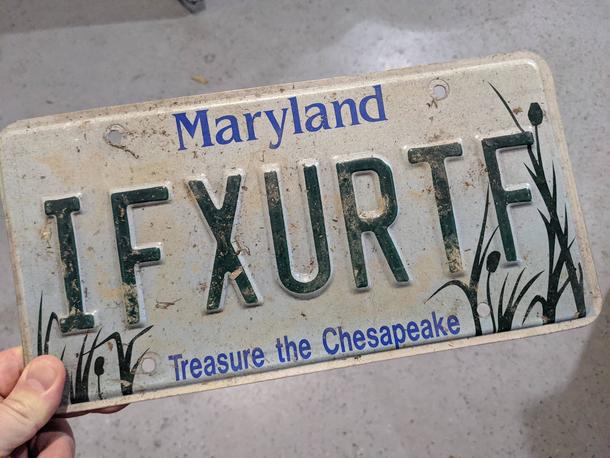 Maryland
IFXURTF
Treasure the Chesapeake